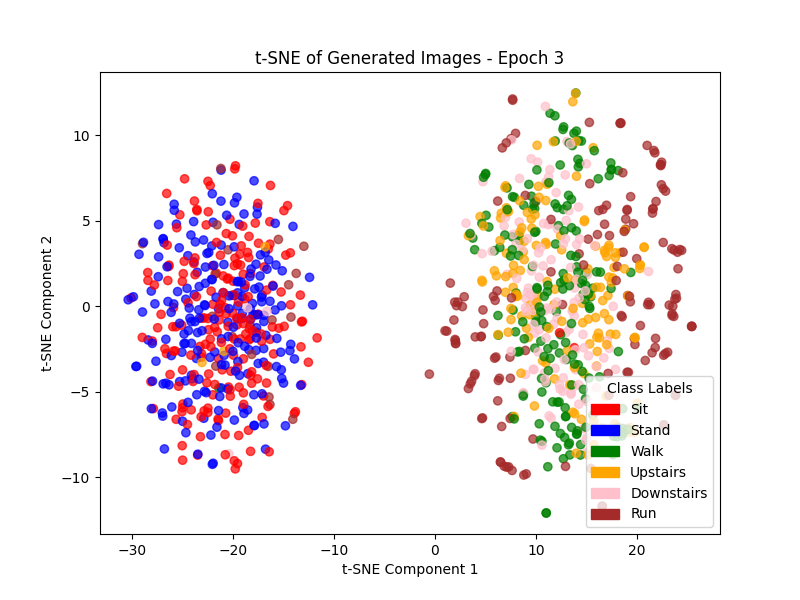 t-SNE of Generated Images - Epoch 3
t-SNE Component 2
10
5
0
−5
−10
−30
−20
−10
0
10
20
t-SNE Component 1
Class Labels
Sit
Stand
Walk
Upstairs
Downstairs
Run